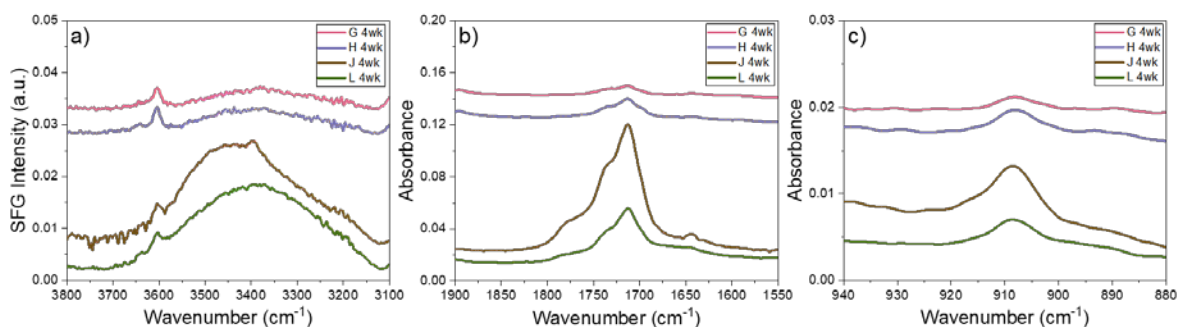 a)
G 4wk
H 4wk
J 4wk
L 4wk
SFG Intensity (a.u.)
0.05
0.04
0.03
0.02
0.01
0.00
3800 3700 3600 3500 3400 3300 3200 3100
Wavenumber (cm-1)
b)
G 4wk
H 4wk
J 4wk
L 4wk
Absorbance
0.20
0.16
0.12
0.08
0.04
0.00
1900 1850 1800 1750 1700 1650 1600 1550
Wavenumber (cm-1)
c)
G 4wk
H 4wk
J 4wk
L 4wk
Absorbance
0.03
0.02
0.01
0.00
940 930 920 910 900 890 880
Wavenumber (cm-1)